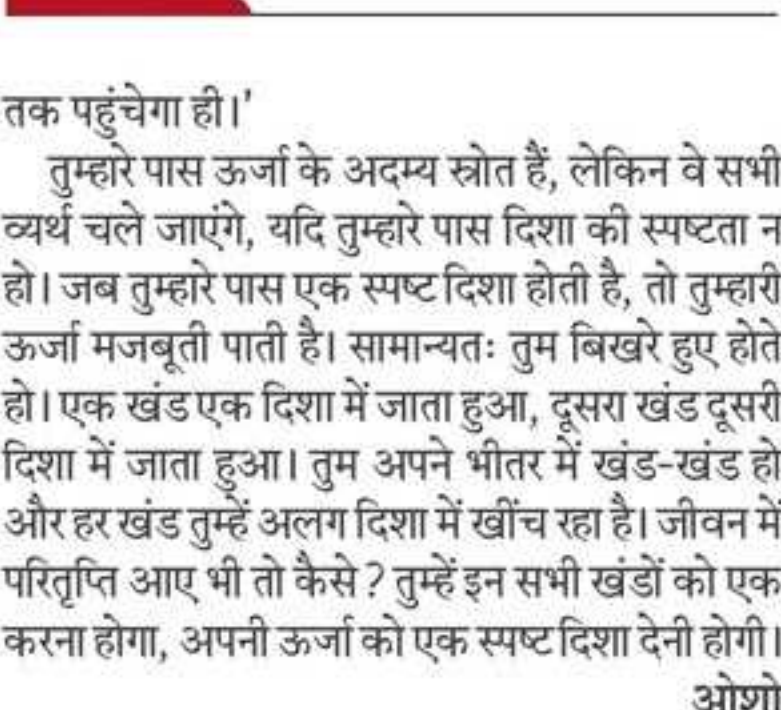 तक पहुंचेगा ही।'
तुम्हारे पास ऊर्जा के अदम्य स्रोत हैं, लेकिन वे सभी
व्यर्थ चले जाएंगे, यदि तुम्हारे पास दिशा की स्पष्टता न
हो। जब तुम्हारे पास एक स्पष्ट दिशा होती है, तो तुम्हारी
ऊर्जा मजबूती पाती है। सामान्यतः तुम बिखरे हुए होते
हो। एक खंड एक दिशा में जाता हुआ, दूसरा खंड दूसरी
दिशा में जाता हुआ। तुम अपने भीतर में खंड-खंड हो
और हर खंड तुम्हें अलग दिशा में खींच रहा है। जीवन में
परितृप्ति आए भी तो कैसे? तुम्हें इन सभी खंडों को एक
करना होगा, अपनी ऊर्जा को एक स्पष्ट दिशा देनी होगी।
ओशो